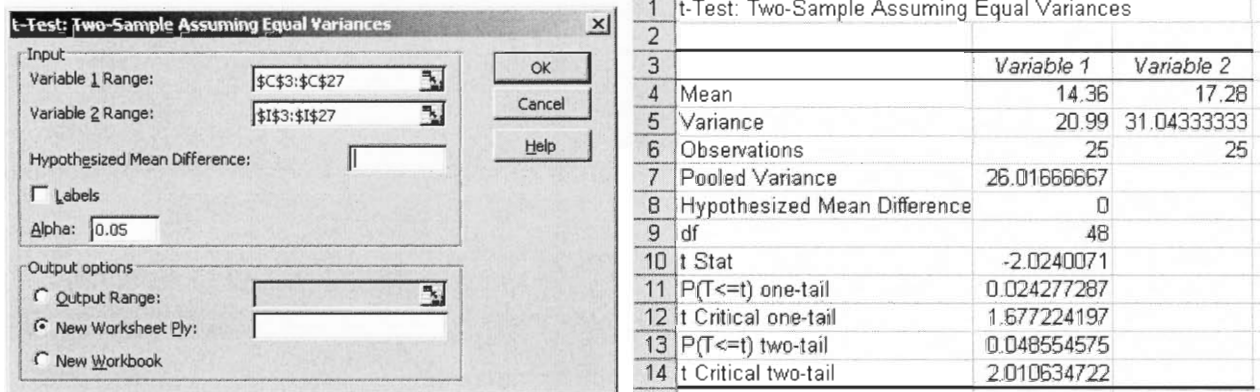 t-Test: Two-Sample Assuming Equal Variances
Input
Variable 1 Range:
$C$3:$C$27
Variable 2 Range:
$I$3:$I$27
Hypothesized Mean Difference:
Labels
Alpha: 0.05
OK
Cancel
Help
Output options
Output Range:
New Worksheet Ply:
New Workbook
1 t-Test: Two-Sample Assuming Equal Variances
2
3 Variable 1 Variable 2
4 Mean 14.36 17.28
5 Variance 20.99 31.04333333
6 Observations 25 25
7 Pooled Variance 26.01666667
8 Hypothesized Mean Difference 0
9 df 48
10 t Stat -2.0240071
11 P(T<=t) one-tail 0.024277287
12 t Critical one-tail 1.677224197
13 P(T<=t) two-tail 0.048554575
14 t Critical two-tail 2.010634722